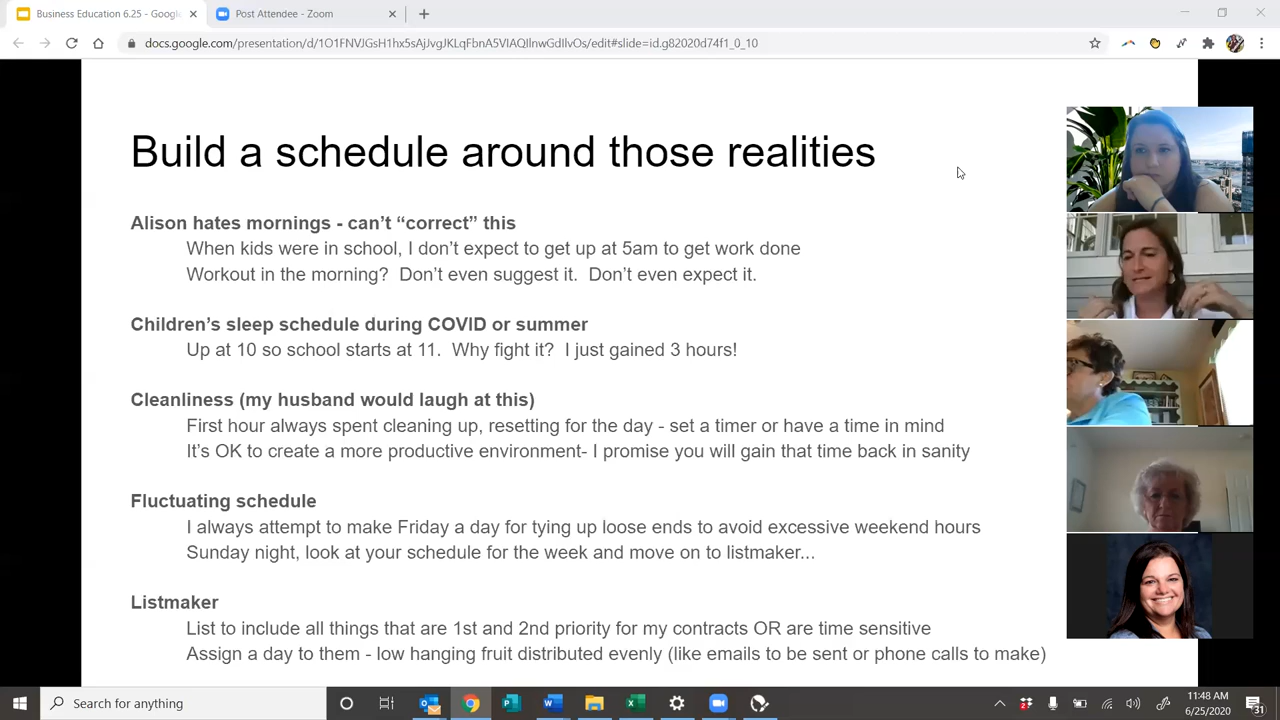 Business Education 6.25 - Googl
Post Attendee - Zoom
docs.google.com/presentation/d/1O1FNVJGsH1hx5sAjJvgJKLqFbnA5VIAQIlnwGdIlvOs/edit#slide=id.g82020d74f1_0_10
Build a schedule around those realities
Alison hates mornings - can’t “correct” this
When kids were in school, I don’t expect to get up at 5am to get work done
Workout in the morning?  Don’t even suggest it.  Don’t even expect it.
Children’s sleep schedule during COVID or summer
Up at 10 so school starts at 11.  Why fight it?  I just gained 3 hours!
Cleanliness (my husband would laugh at this)
First hour always spent cleaning up, resetting for the day - set a timer or have a time in mind
It’s OK to create a more productive environment- I promise you will gain that time back in sanity
Fluctuating schedule
I always attempt to make Friday a day for tying up loose ends to avoid excessive weekend hours
Sunday night, look at your schedule for the week and move on to listmaker...
Listmaker
List to include all things that are 1st and 2nd priority for my contracts OR are time sensitive
Assign a day to them - low hanging fruit distributed evenly (like emails to be sent or phone calls to make)
Search for anything
11:48 AM
6/25/2020
31